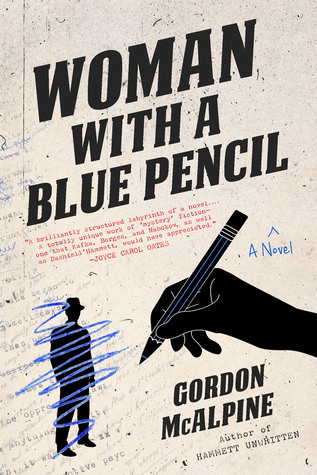 WOMAN
WITH A
BLUE PENCIL
"A brilliantly structured labyrinth of a novel...
A totally unique work of 'mystery' fiction—
one that Kafka, Borges, and Nabokov, as well
as Dashiell Hammett, would have appreciated."
—JOYCE CAROL OATES
A Novel
GORDON
McALPINE
Author of
HAMMETT UNWRITTEN